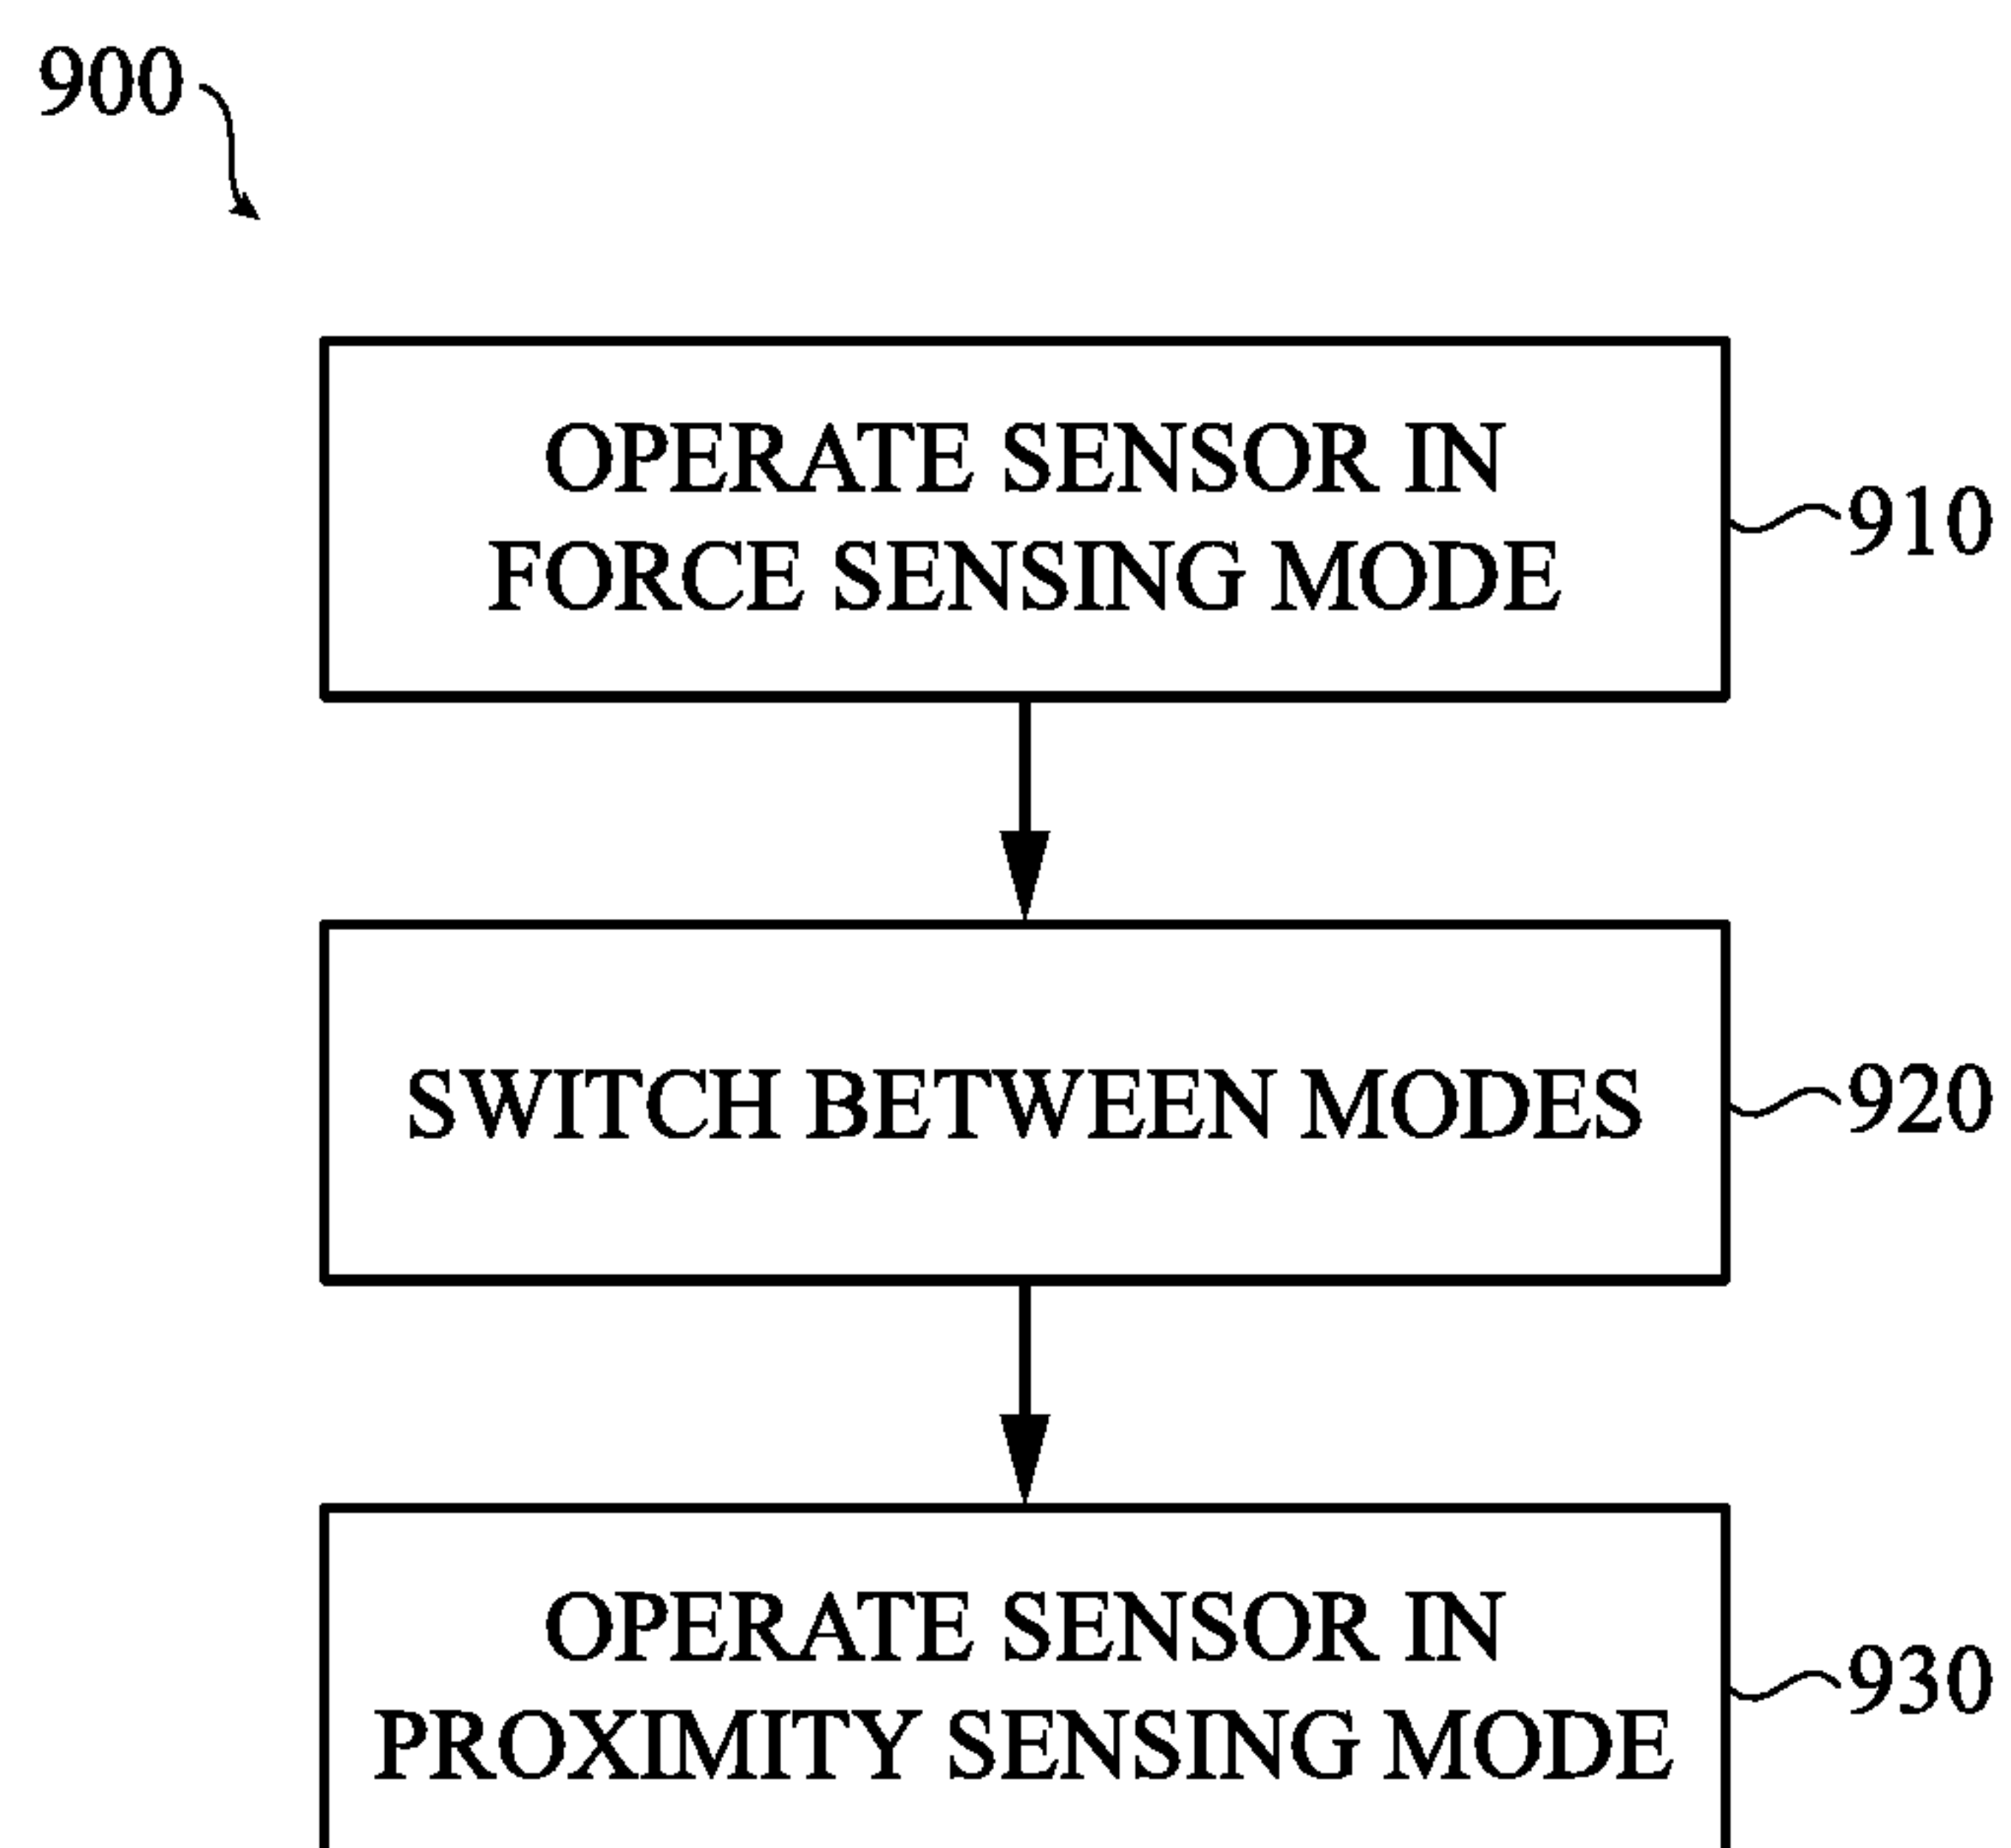 900
OPERATE SENSOR IN
FORCE SENSING MODE
910
SWITCH BETWEEN MODES
920
OPERATE SENSOR IN
PROXIMITY SENSING MODE
930